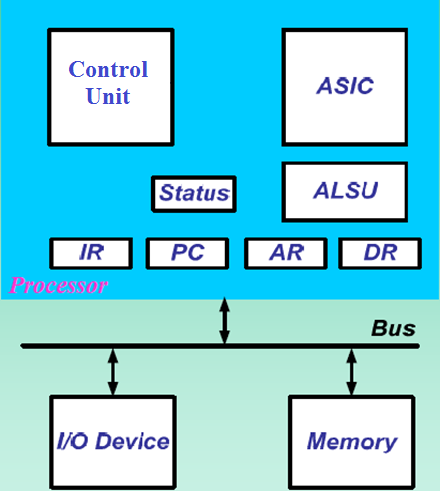 Control
Unit
ASIC
Status
ALSU
IR
PC
AR
DR
Processor
Bus
I/O Device
Memory